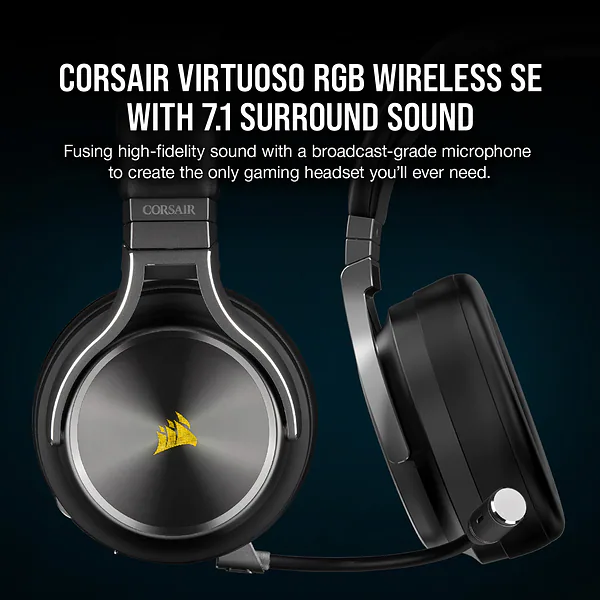 CORSAIR VIRTUOSO RGB WIRELESS SE
WITH 7.1 SURROUND SOUND
Fusing high-fidelity sound with a broadcast-grade microphone
to create the only gaming headset you'll ever need.
CORSAIR